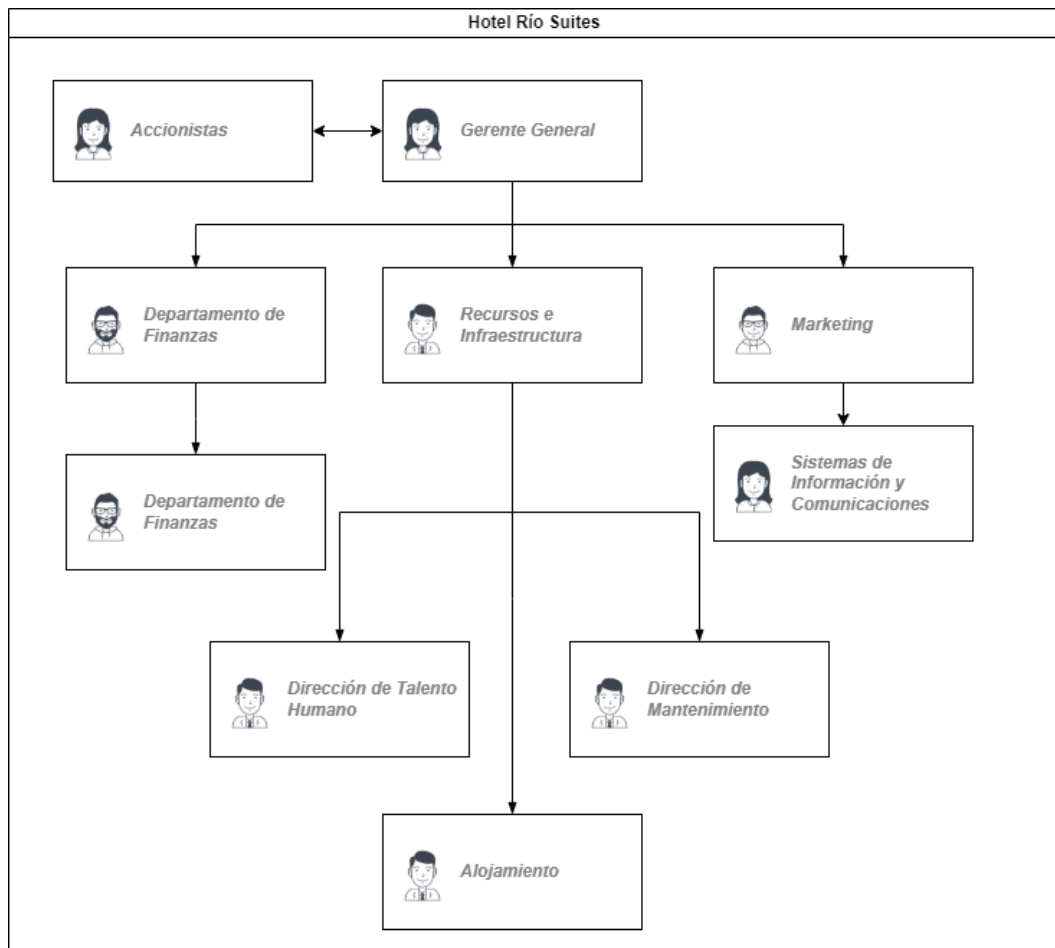 Hotel Río Suites
Accionistas
Gerente General
Departamento de
Finanzas
Recursos e
Infraestructura
Marketing
Departamento de
Finanzas
Sistemas de
Información y
Comunicaciones
Dirección de Talento
Humano
Dirección de
Mantenimiento
Alojamiento